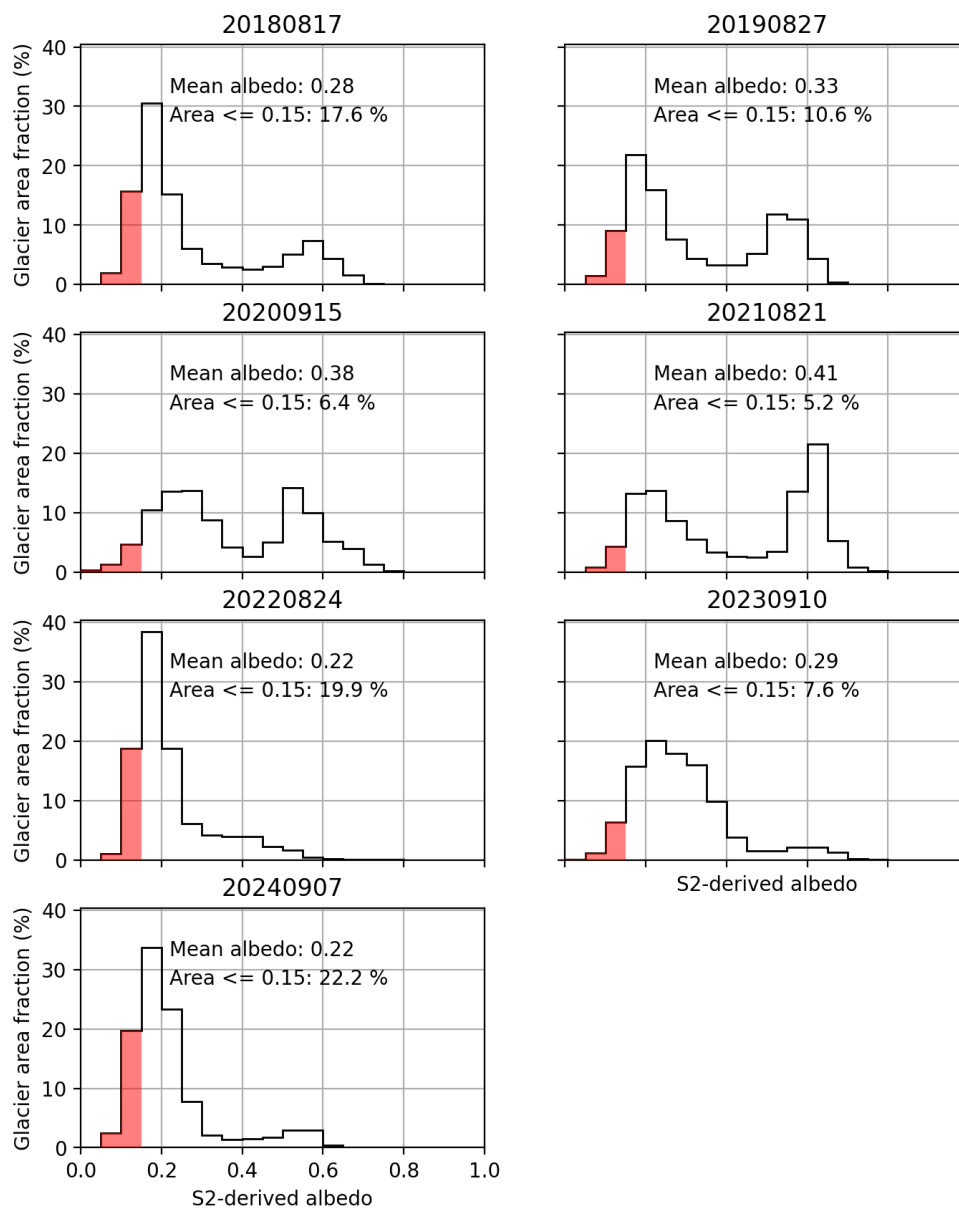 20180817
Glacier area fraction (%)
40
30
20
10
0
Mean albedo: 0.28
Area <= 0.15: 17.6 %
20190827
Mean albedo: 0.33
Area <= 0.15: 10.6 %
20200915
Glacier area fraction (%)
40
30
20
10
0
Mean albedo: 0.38
Area <= 0.15: 6.4 %
20210821
Mean albedo: 0.41
Area <= 0.15: 5.2 %
20220824
Glacier area fraction (%)
40
30
20
10
0
Mean albedo: 0.22
Area <= 0.15: 19.9 %
20230910
Mean albedo: 0.29
Area <= 0.15: 7.6 %
S2-derived albedo
20240907
Glacier area fraction (%)
40
30
20
10
0
Mean albedo: 0.22
Area <= 0.15: 22.2 %
0.0 0.2 0.4 0.6 0.8 1.0
S2-derived albedo